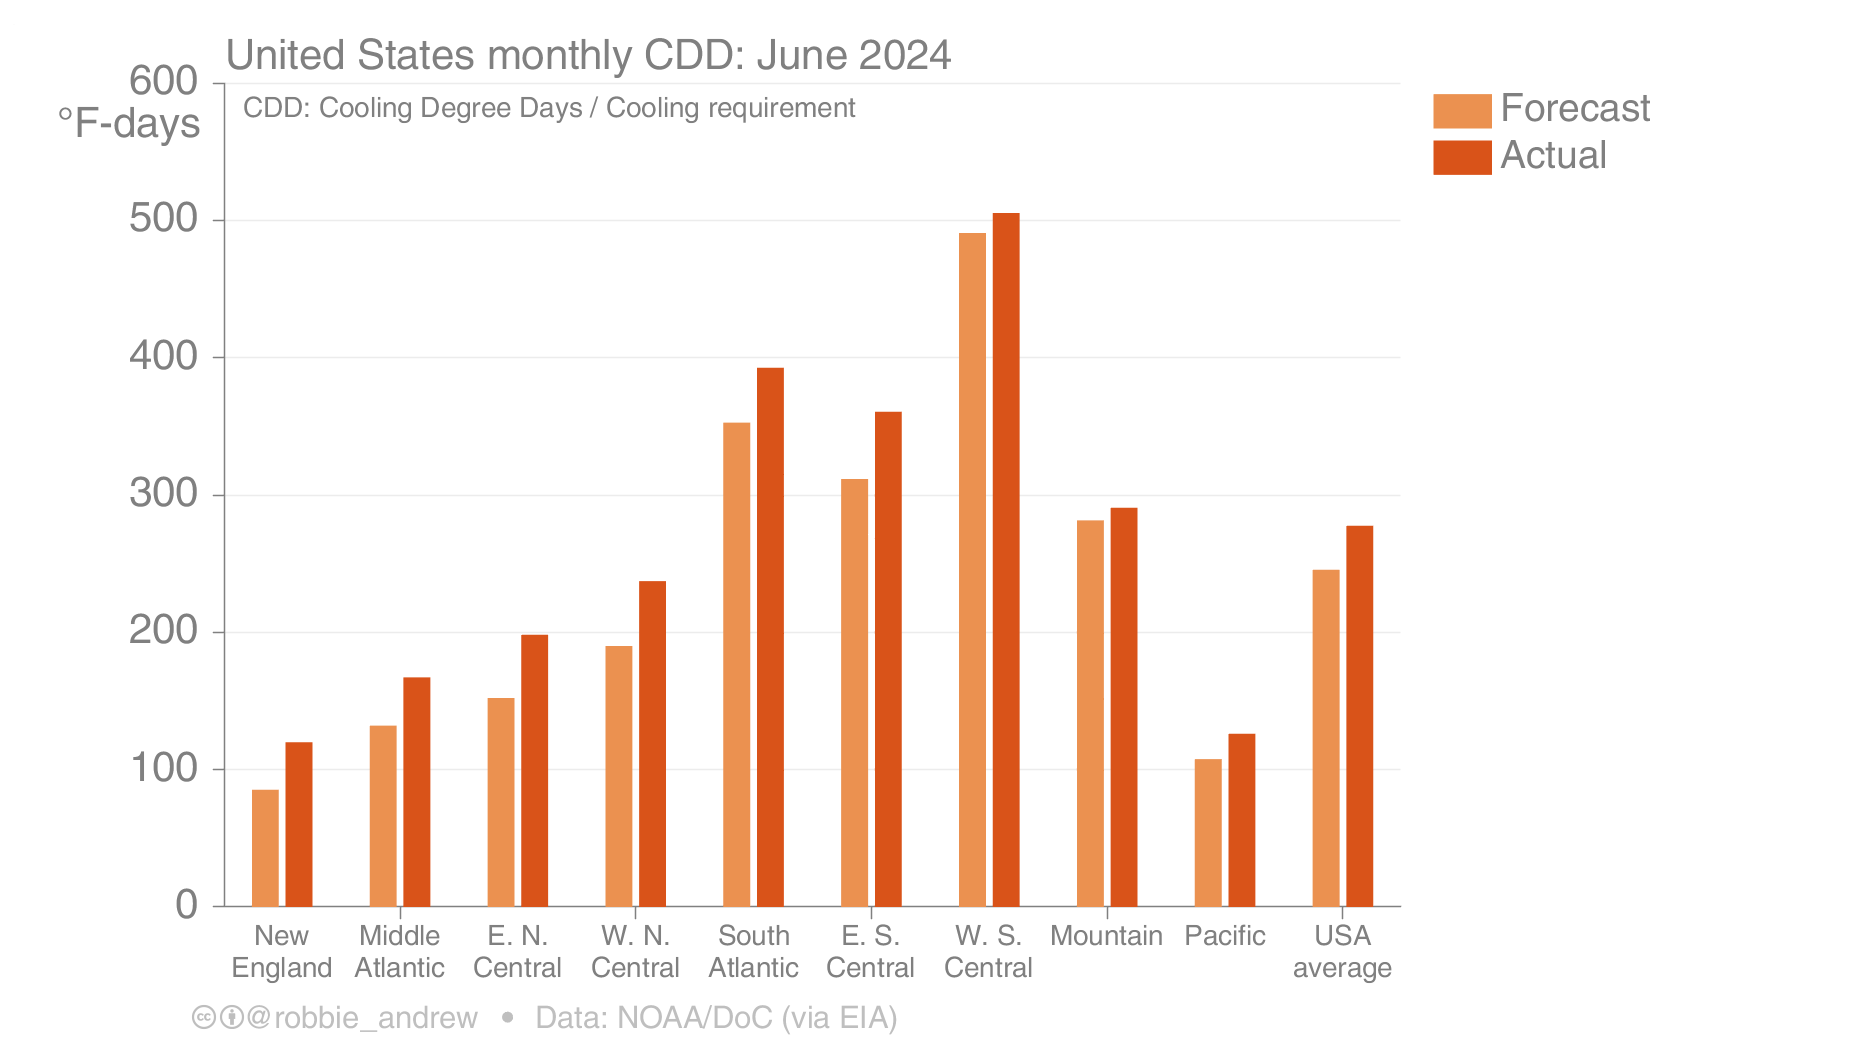 United States monthly CDD: June 2024
600
°F-days
CDD: Cooling Degree Days / Cooling requirement
Forecast
Actual
500
400
300
200
100
0
New England
Middle Atlantic
E. N. Central
W. N. Central
South Atlantic
E. S. Central
W. S. Central
Mountain
Pacific
USA average
cc @robbie_andrew • Data: NOAA/DoC (via EIA)